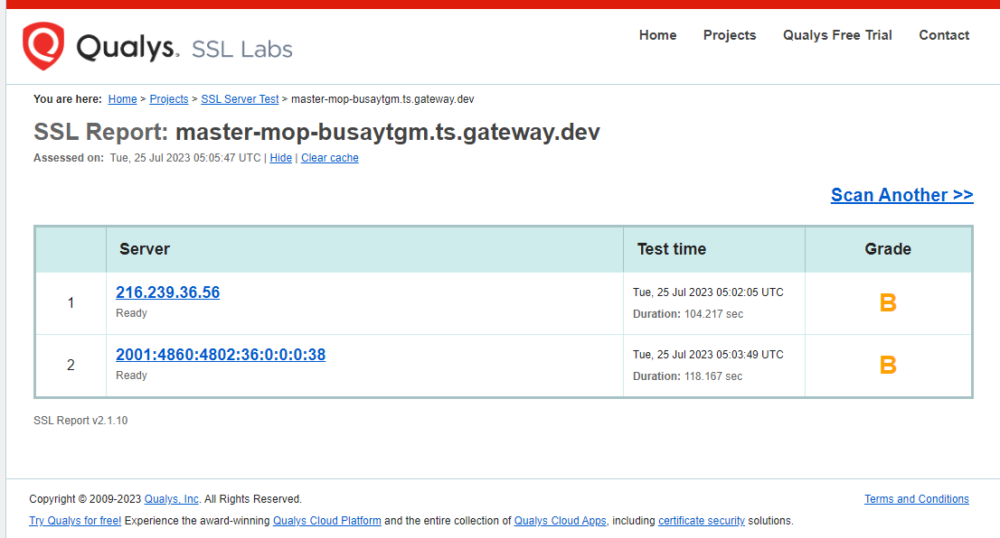 Qualys. SSL Labs
Home Projects Qualys Free Trial Contact
You are here: Home > Projects > SSL Server Test > master-mop-busaytgm.ts.gateway.dev
SSL Report: master-mop-busaytgm.ts.gateway.dev
Assessed on: Tue, 25 Jul 2023 05:05:47 UTC | Hide | Clear cache
Scan Another >>
Server Test time Grade
1 216.239.36.56 Ready Tue, 25 Jul 2023 05:02:05 UTC Duration: 104.217 sec B
2 2001:4860:4802:36:0:0:0:38 Ready Tue, 25 Jul 2023 05:03:49 UTC Duration: 118.167 sec B
SSL Report v2.1.10
Copyright © 2009-2023 Qualys, Inc. All Rights Reserved. Terms and Conditions
Try Qualys for free! Experience the award-winning Qualys Cloud Platform and the entire collection of Qualys Cloud Apps, including certificate security solutions.